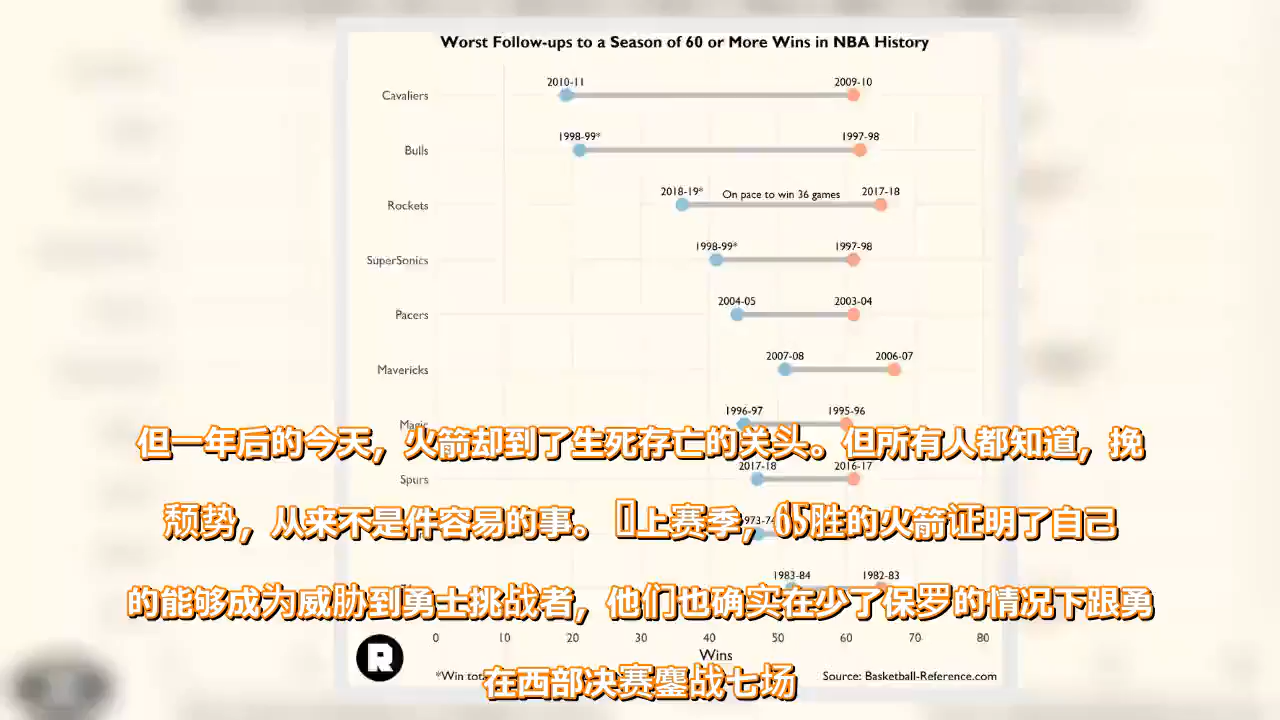 Worst Follow-ups to a Season of 60 or More Wins in NBA History
2010-11 2009-10
Cavaliers
1998-99* 1997-98
Bulls
2018-19* On pace to win 36 games 2017-18
Rockets
1998-99* 1997-98
SuperSonics
2004-05 2003-04
Pacers
2007-08 2006-07
Mavericks
1996-97 1995-96
Magic
但一年后的今天，火箭却到了生死存亡的关头。但所有人都知道，挽
2017-18 2016-17
Spurs
颓势，从来不是件容易的事。上赛季，65胜的火箭证明了自己
1983-84 1982-83
的能够成为威胁到勇士挑战者，他们也确实在少了保罗的情况下跟勇
0 10 20 30 40 50 60 70 80
Wins
R
*Win Source: Basketball-Reference.com
在西部决赛鏖战七场